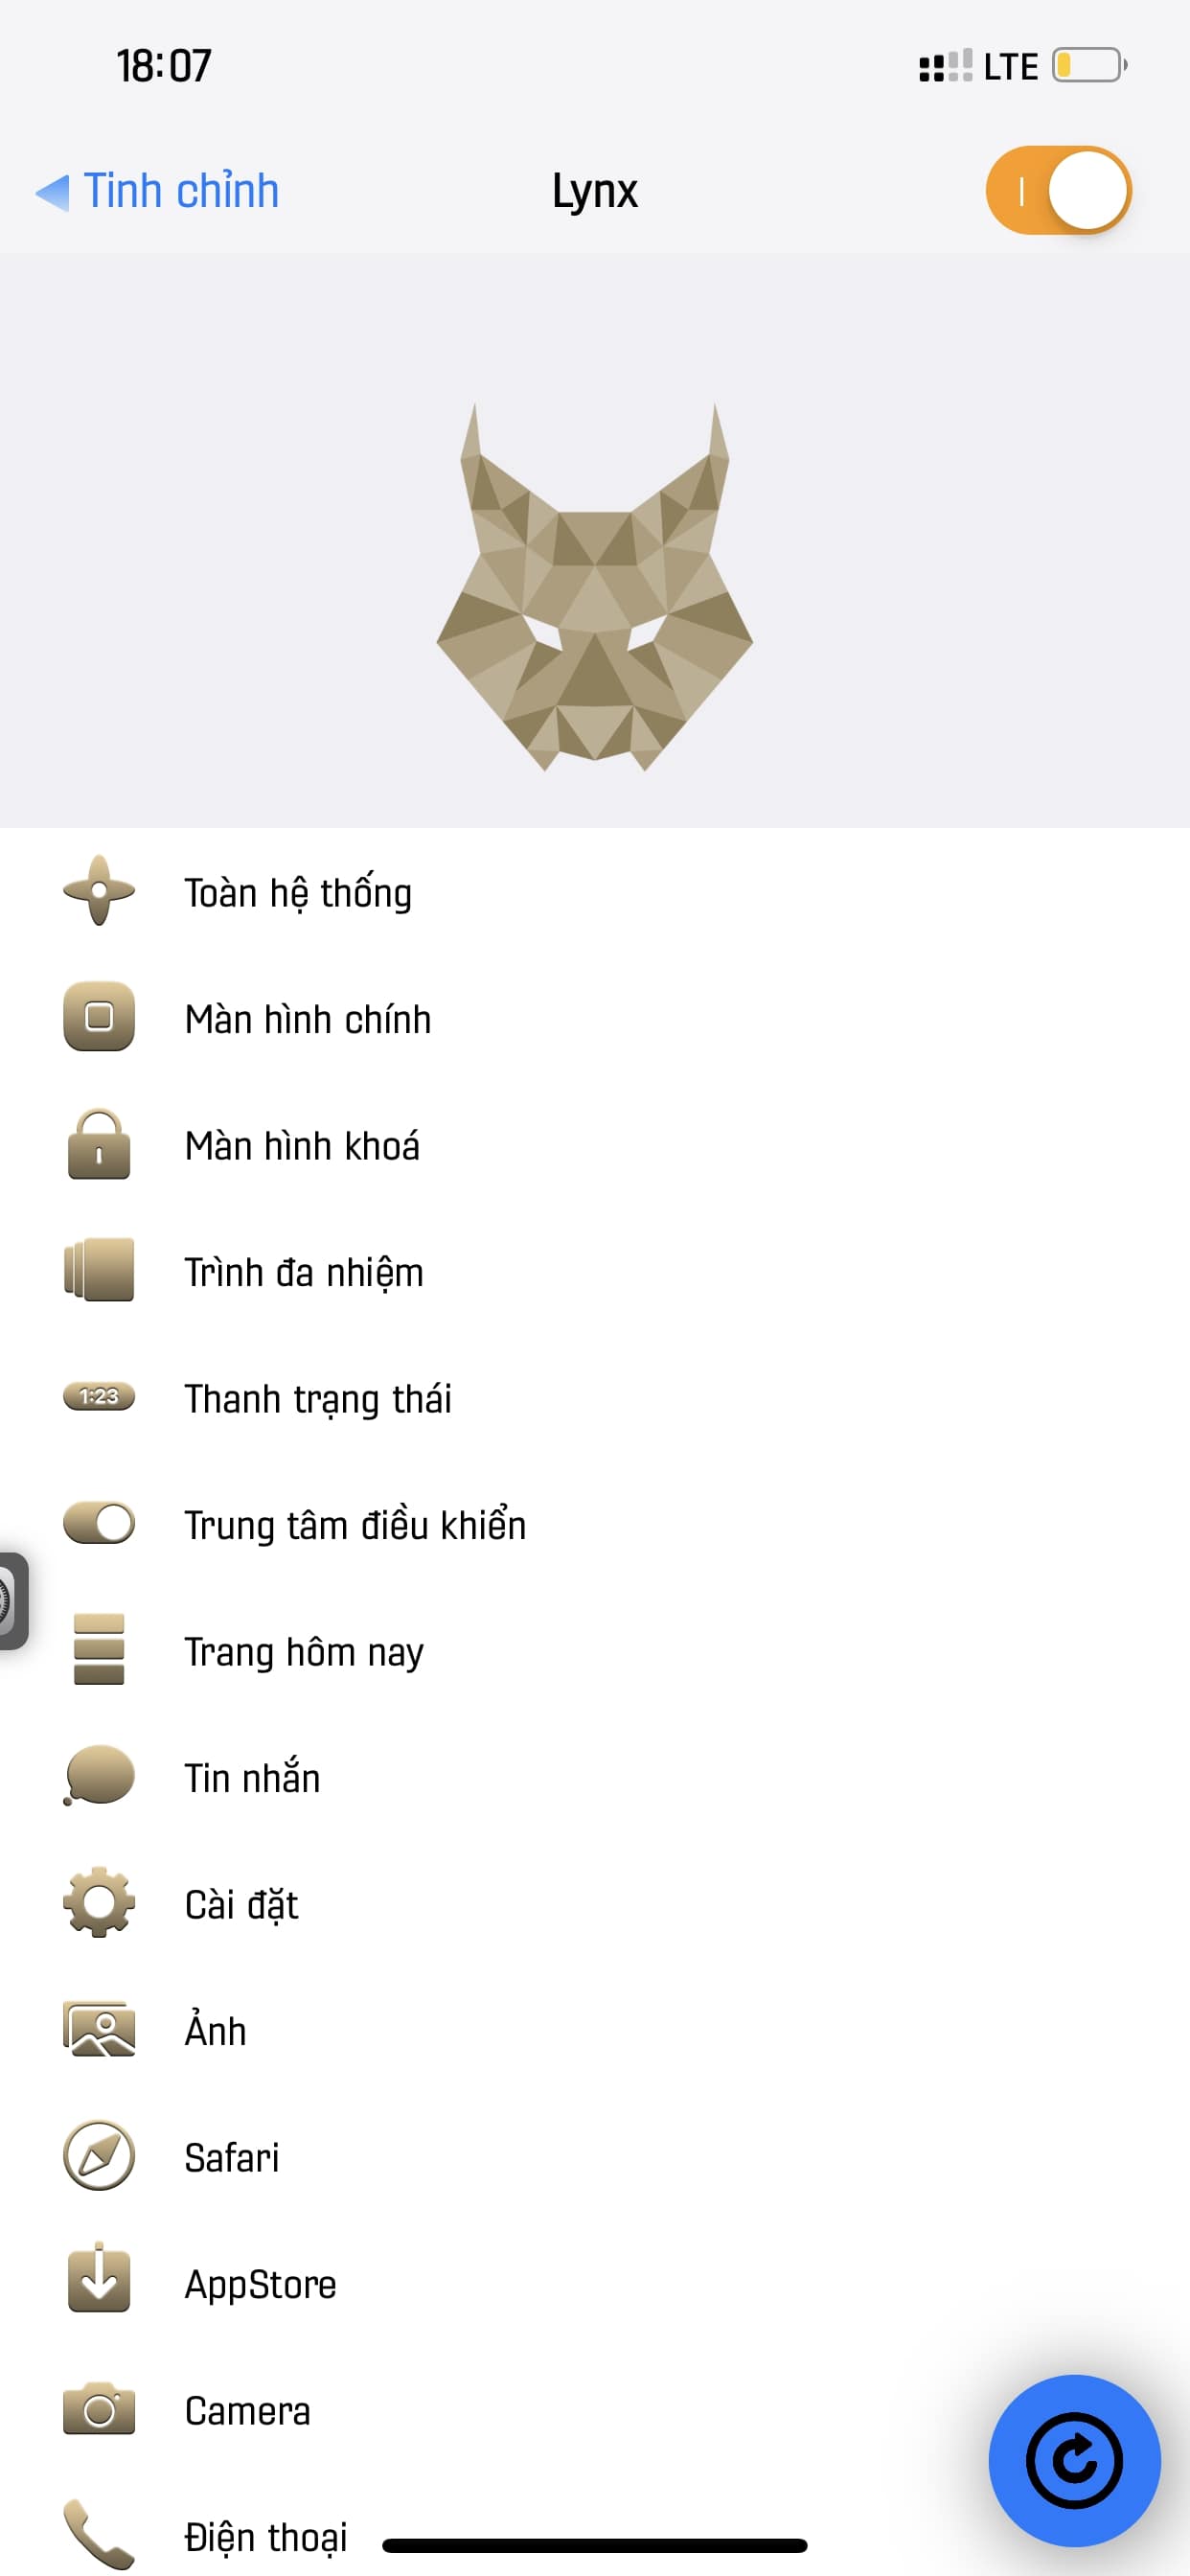 18:07 LTE
Tinh chỉnh Lynx
Toàn hệ thống
Màn hình chính
Màn hình khoá
Trình đa nhiệm
1:23 Thanh trạng thái
Trung tâm điều khiển
Trang hôm nay
Tin nhắn
Cài đặt
Ảnh
Safari
AppStore
Camera
Điện thoại